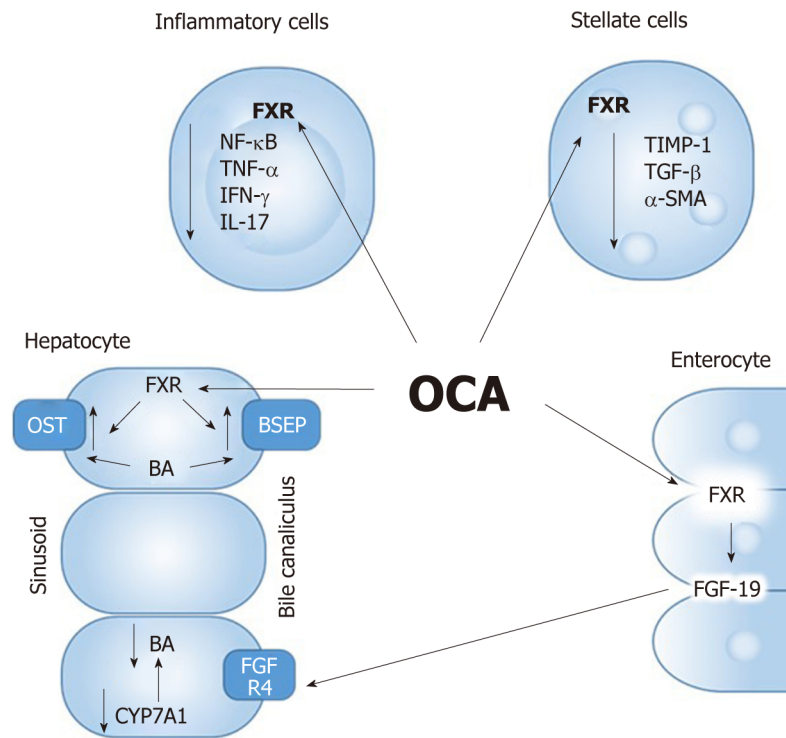 Inflammatory cells
Stellate cells
FXR
NF-κB
TNF-α
IFN-γ
IL-17
FXR
TIMP-1
TGF-β
α-SMA
Hepatocyte
OCA
Enterocyte
FXR
OST
BSEP
BA
Sinusoid
Bile canaliculus
FXR
FGF-19
BA
FGF
R4
CYP7A1